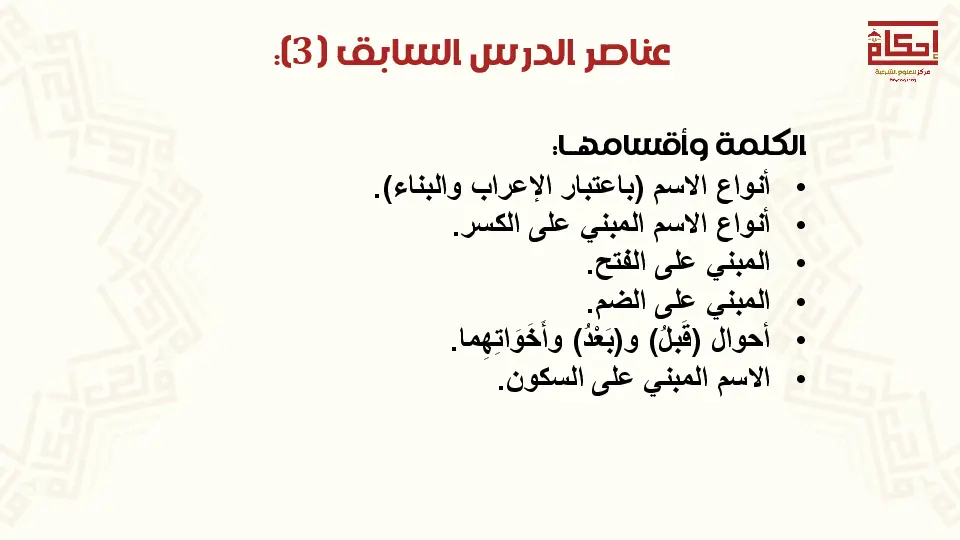 عناصر الدرس السابق (3):
إحكام
مركز للعلوم الشرعية
الكلمة وأقسامها:
• أنواع الاسم (باعتبار الإعراب والبناء).
• أنواع الاسم المبني على الكسر.
• المبني على الفتح.
• المبني على الضم.
• أحوال (قَبلُ) و(بَعْدُ) وأَخَوَاتِهِما.
• الاسم المبني على السكون.